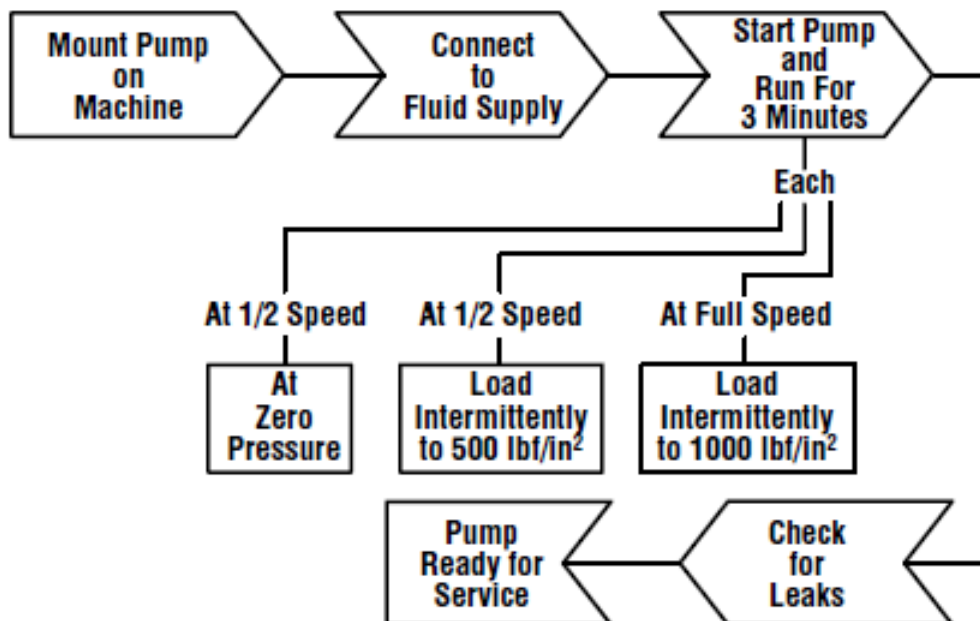 Mount Pump
on
Machine
Connect
to
Fluid Supply
Start Pump
and
Run For
3 Minutes
Each
At 1/2 Speed
At 1/2 Speed
At Full Speed
At
Zero
Pressure
Load
Intermittently
to 500 lbf/in²
Load
Intermittently
to 1000 lbf/in²
Pump
Ready for
Service
Check
for
Leaks